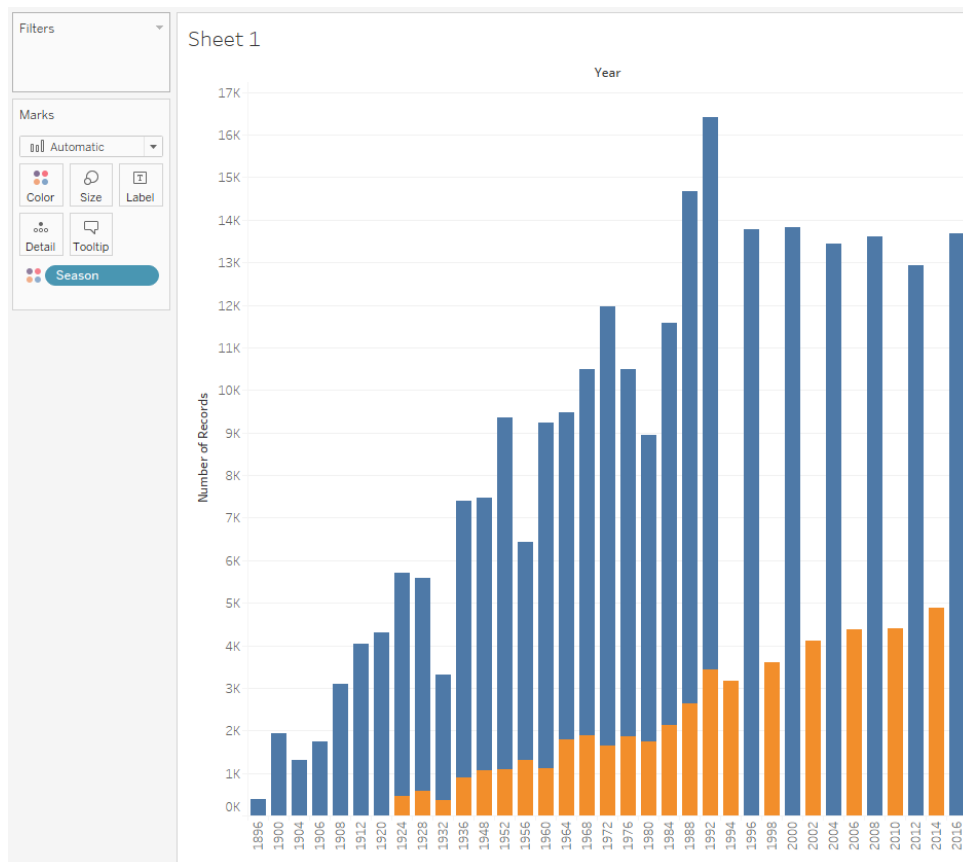 Filters
Marks
Automatic
Color Size Label
Detail Tooltip
Season
Sheet 1
Year
17K
16K
15K
14K
13K
12K
11K
10K
9K
8K
7K
6K
5K
4K
3K
2K
1K
0K
Number of Records
1896 1900 1904 1906 1908 1912 1920 1924 1928 1932 1936 1948 1952 1956 1960 1964 1968 1972 1976 1980 1984 1988 1992 1994 1996 1998 2000 2002 2004 2006 2008 2010 2012 2014 2016